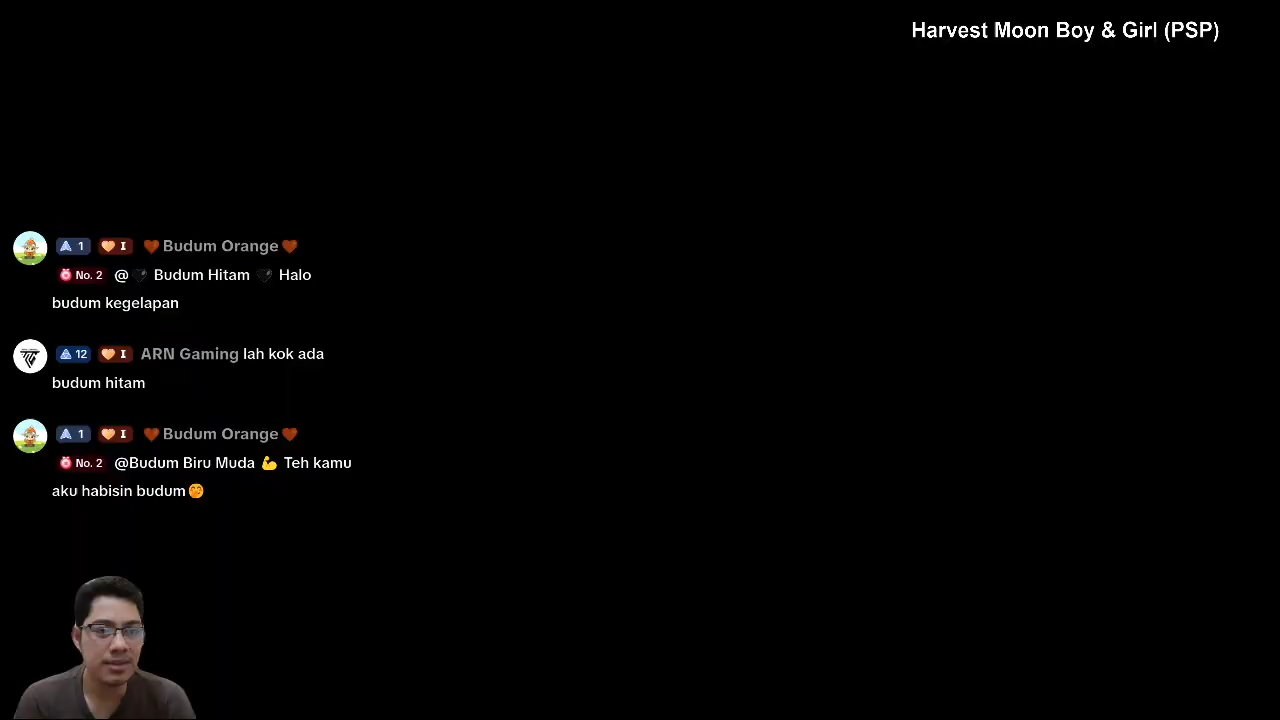 Harvest Moon Boy & Girl (PSP)
1 I 🤎Budum Orange🤎
No. 2 @🖤 Budum Hitam 🖤 Halo
budum kegelapan
12 I ARN Gaming lah kok ada
budum hitam
1 I 🤎Budum Orange🤎
No. 2 @Budum Biru Muda 💪 Teh kamu
aku habisin budum🤭